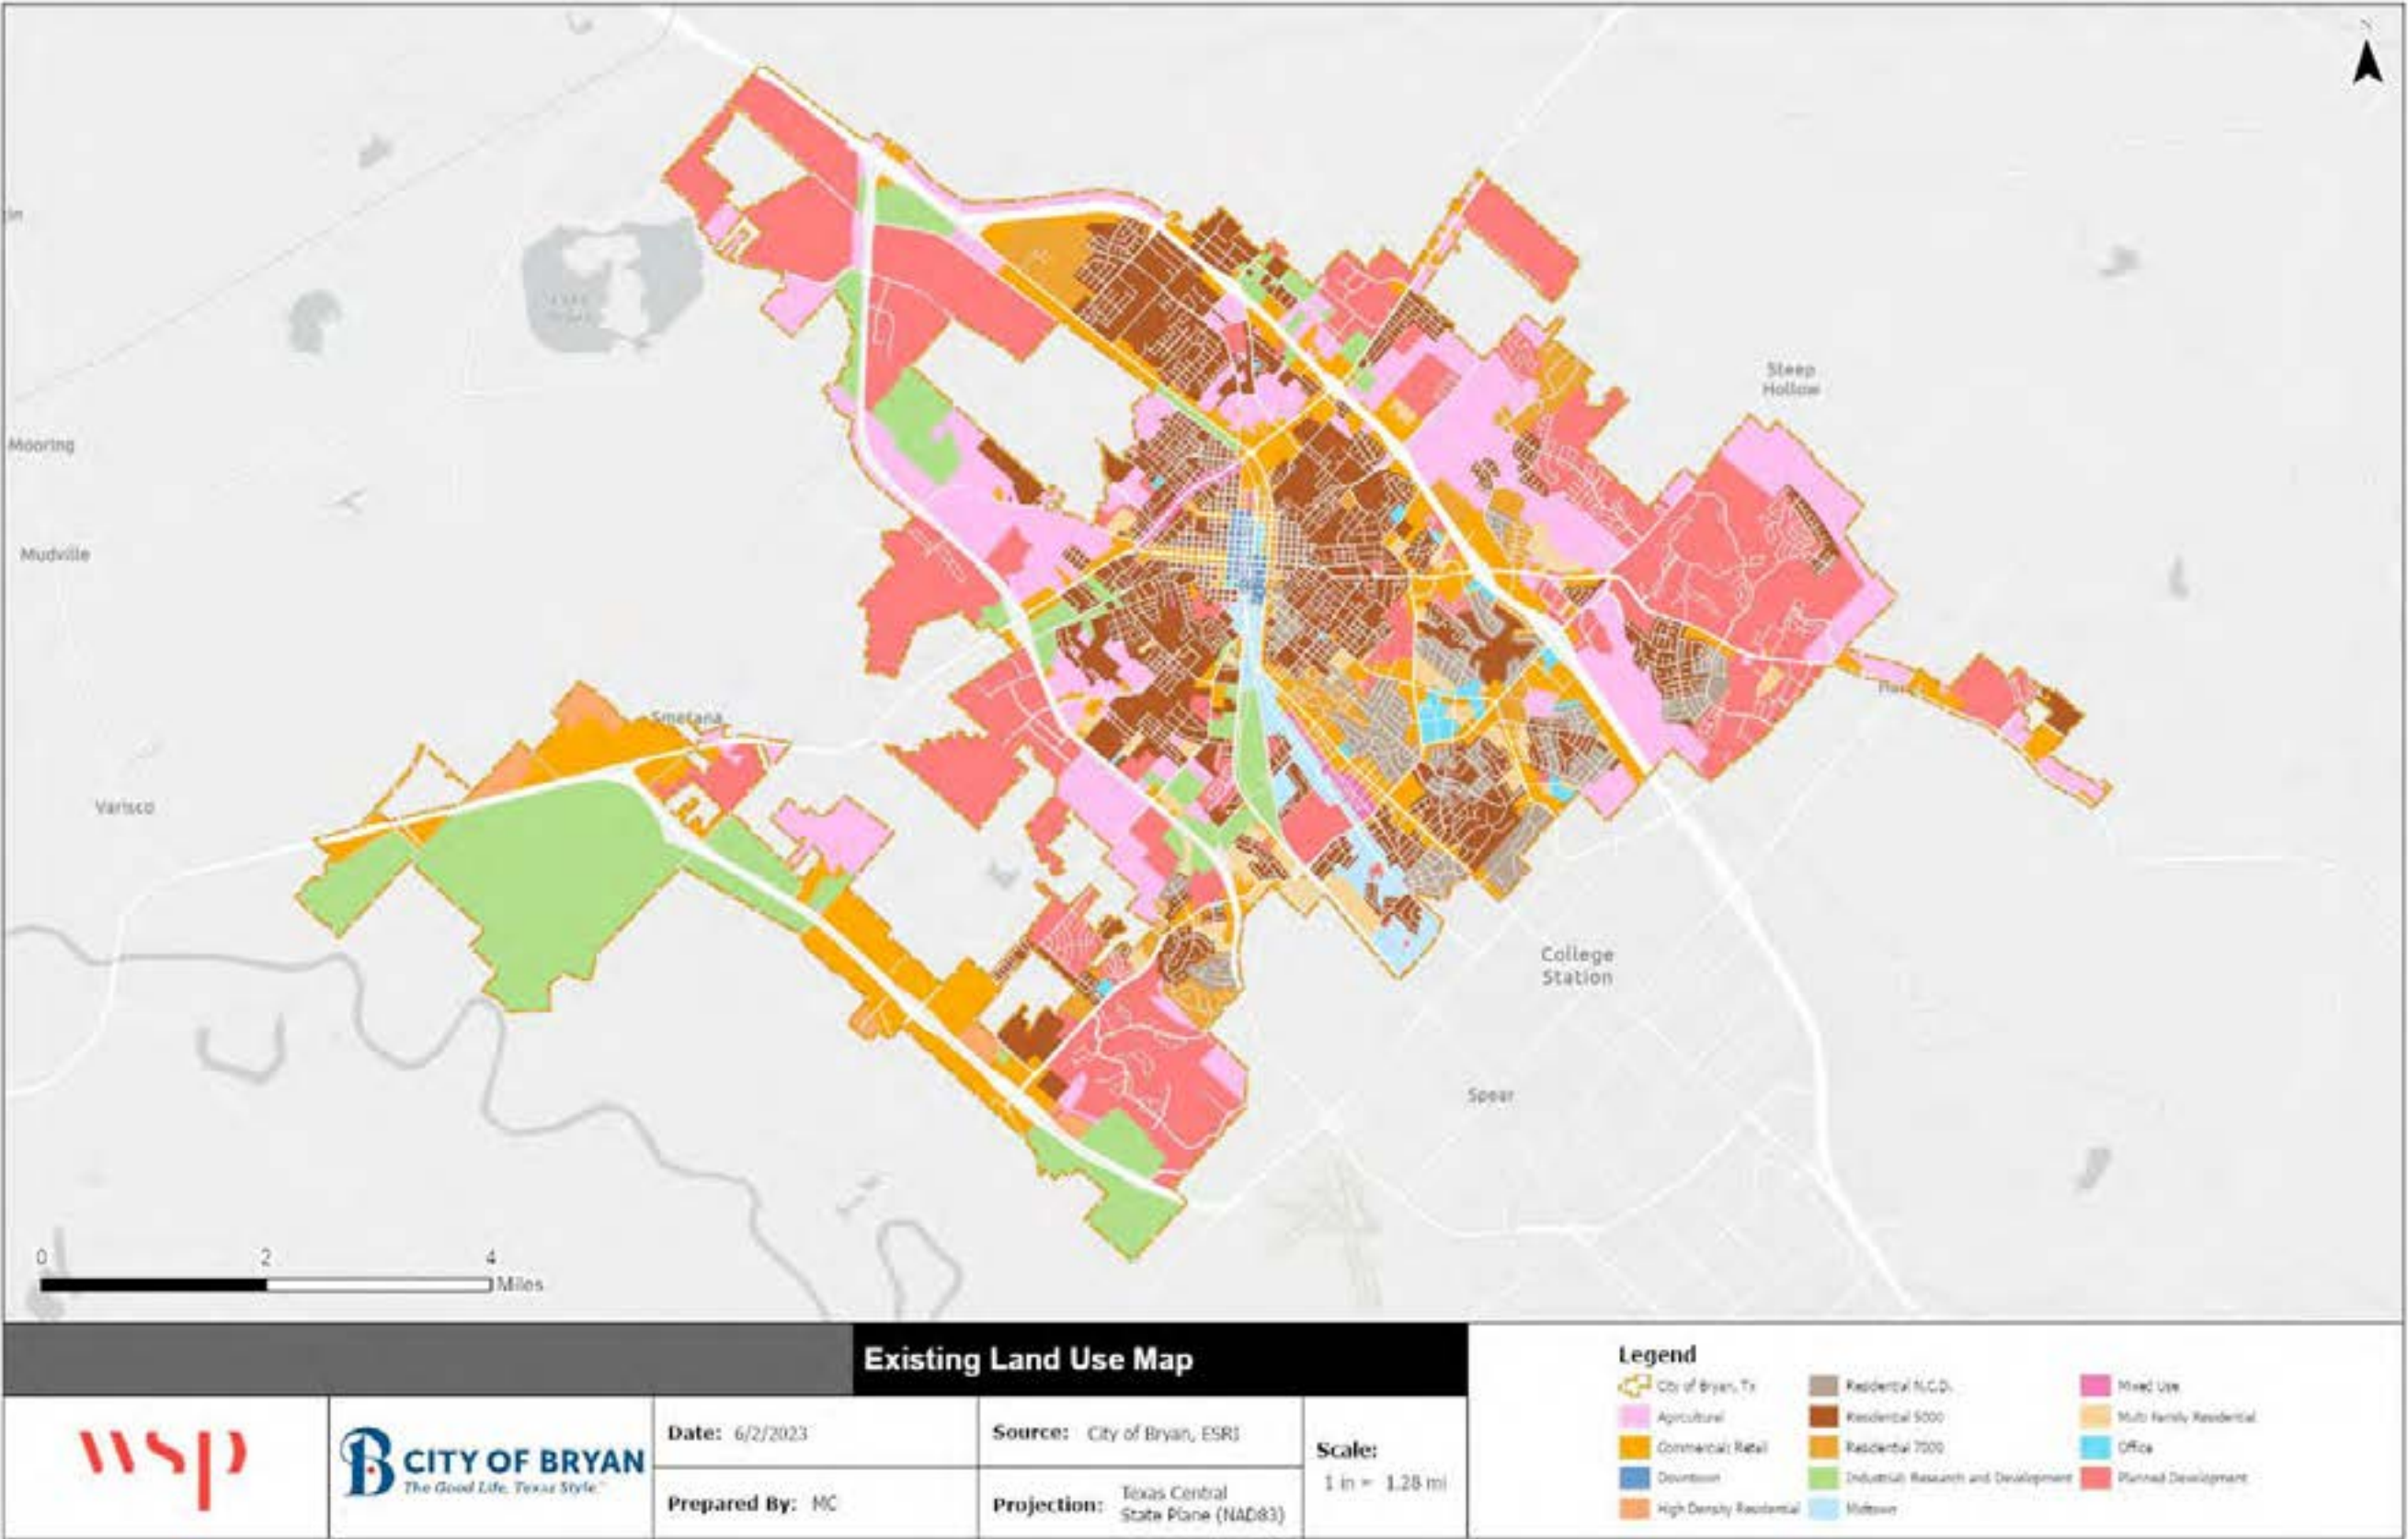 N
Steep
Hollow
Mooring
Mudville
Smetana
Varisco
College
Station
Spear
0 2 4
Miles
Existing Land Use Map
wsp
B CITY OF BRYAN
The Good Life, Texas Style.™
Date: 6/2/2023
Prepared By: MC
Source: City of Bryan, ESRI
Projection: Texas Central
State Plane (NAD83)
Scale:
1 in = 1.28 mi
Legend
City of Bryan, Tx
Agricultural
Commercial: Retail
Downtown
High Density Residential
Residential N.C.D.
Residential 5000
Residential 7000
Industrial: Research and Development
Midtown
Mixed Use
Multi Family Residential
Office
Planned Development